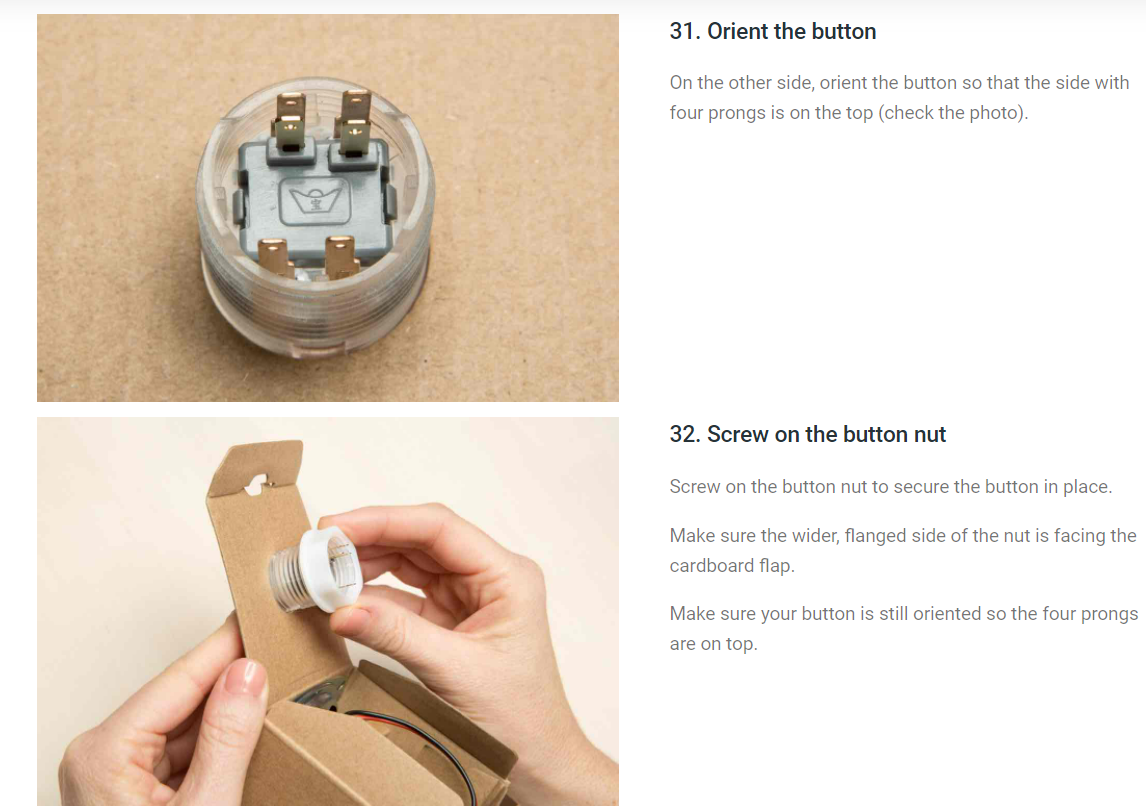 31. Orient the button
On the other side, orient the button so that the side with
four prongs is on the top (check the photo).
32. Screw on the button nut
Screw on the button nut to secure the button in place.
Make sure the wider, flanged side of the nut is facing the
cardboard flap.
Make sure your button is still oriented so the four prongs
are on top.